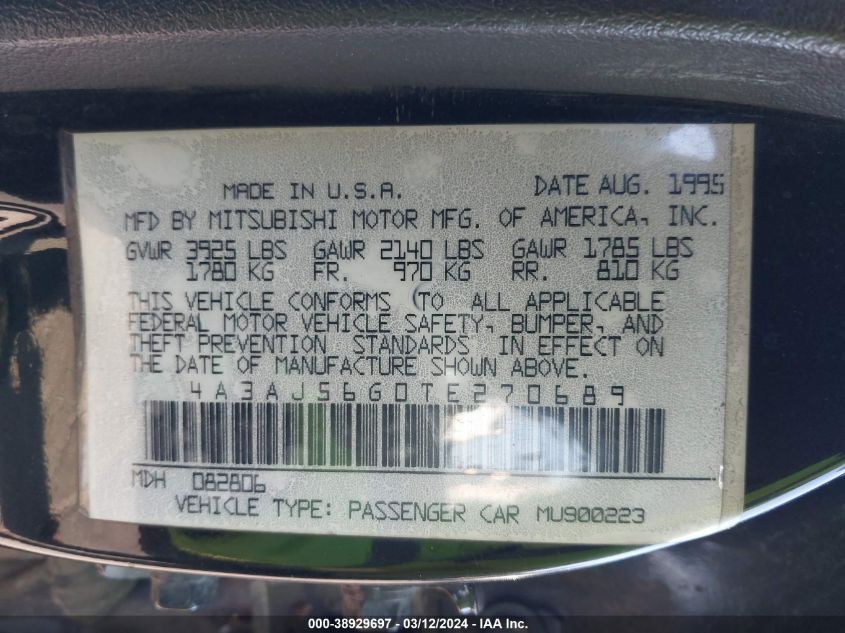 MADE IN U.S.A. DATE AUG. 1995
MFD BY MITSUBISHI MOTOR MFG. OF AMERICA, INC.
GVWR 3925 LBS GAWR 2140 LBS GAWR 1785 LBS
1780 KG FR. 970 KG RR. 810 KG
THIS VEHICLE CONFORMS TO ALL APPLICABLE
FEDERAL MOTOR VEHICLE SAFETY, BUMPER, AND
THEFT PREVENTION STANDARDS IN EFFECT ON
THE DATE OF MANUFACTURE SHOWN ABOVE.
4A3AJ56G0TE270689
MDH 082806
VEHICLE TYPE: PASSENGER CAR MU900223
000-38929697 - 03/12/2024 - IAA Inc.